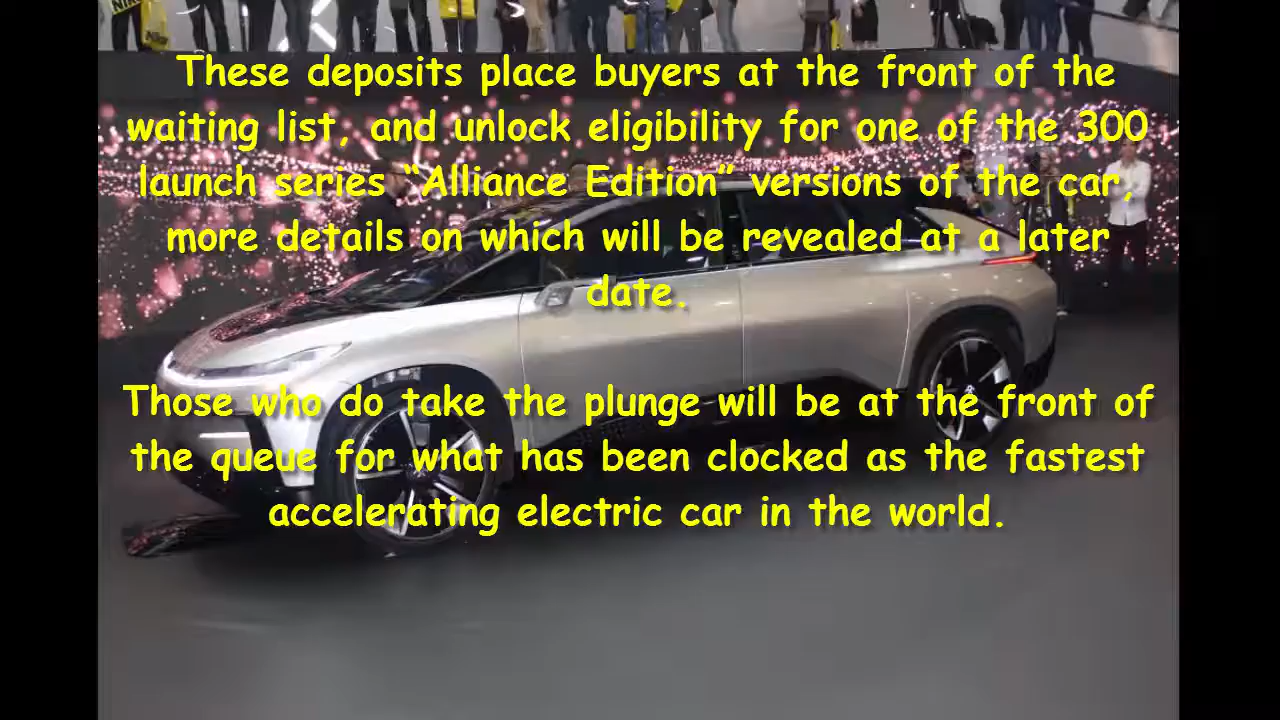 These deposits place buyers at the front of the
waiting list, and unlock eligibility for one of the 300
launch series “Alliance Edition” versions of the car,
more details on which will be revealed at a later
date.
Those who do take the plunge will be at the front of
the queue for what has been clocked as the fastest
accelerating electric car in the world.